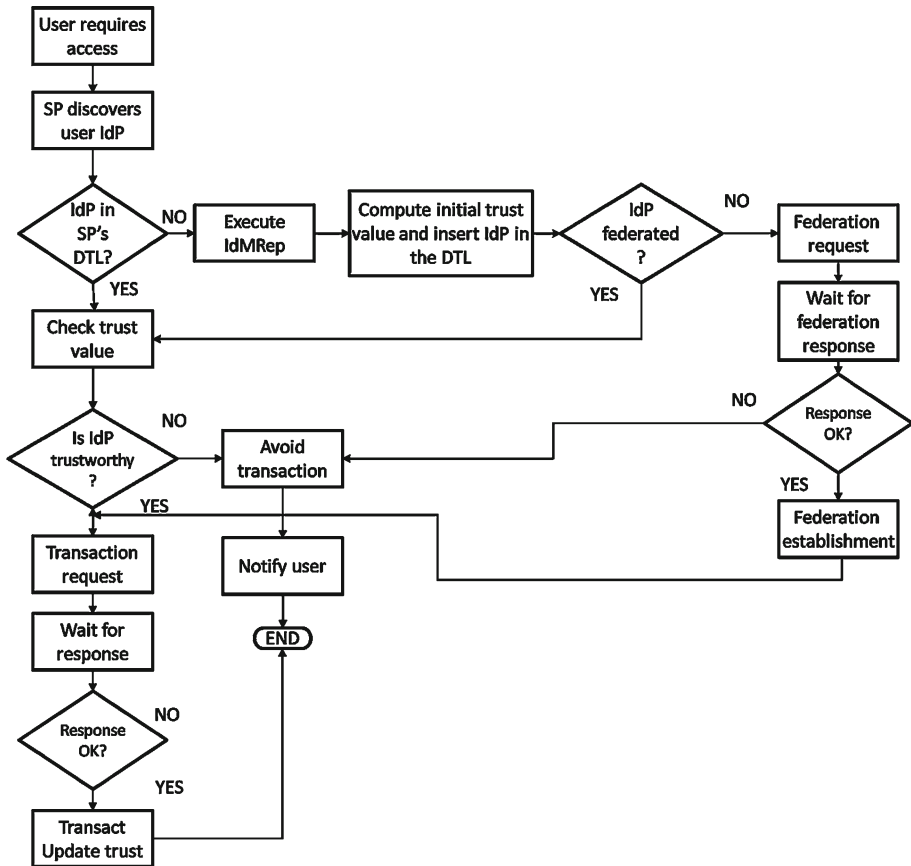 User requires
access
SP discovers
user IdP
IdP in
SP's
DTL?
NO
Execute
IdMRep
Compute initial trust
value and insert IdP in
the DTL
IdP
federated
?
NO
Federation
request
YES
YES
Wait for
federation
response
Check trust
value
NO
Response
OK?
Is IdP
trustworthy
?
NO
Avoid
transaction
YES
YES
Federation
establishment
Transaction
request
Notify user
Wait for
response
END
Response
OK?
NO
YES
Transact
Update trust